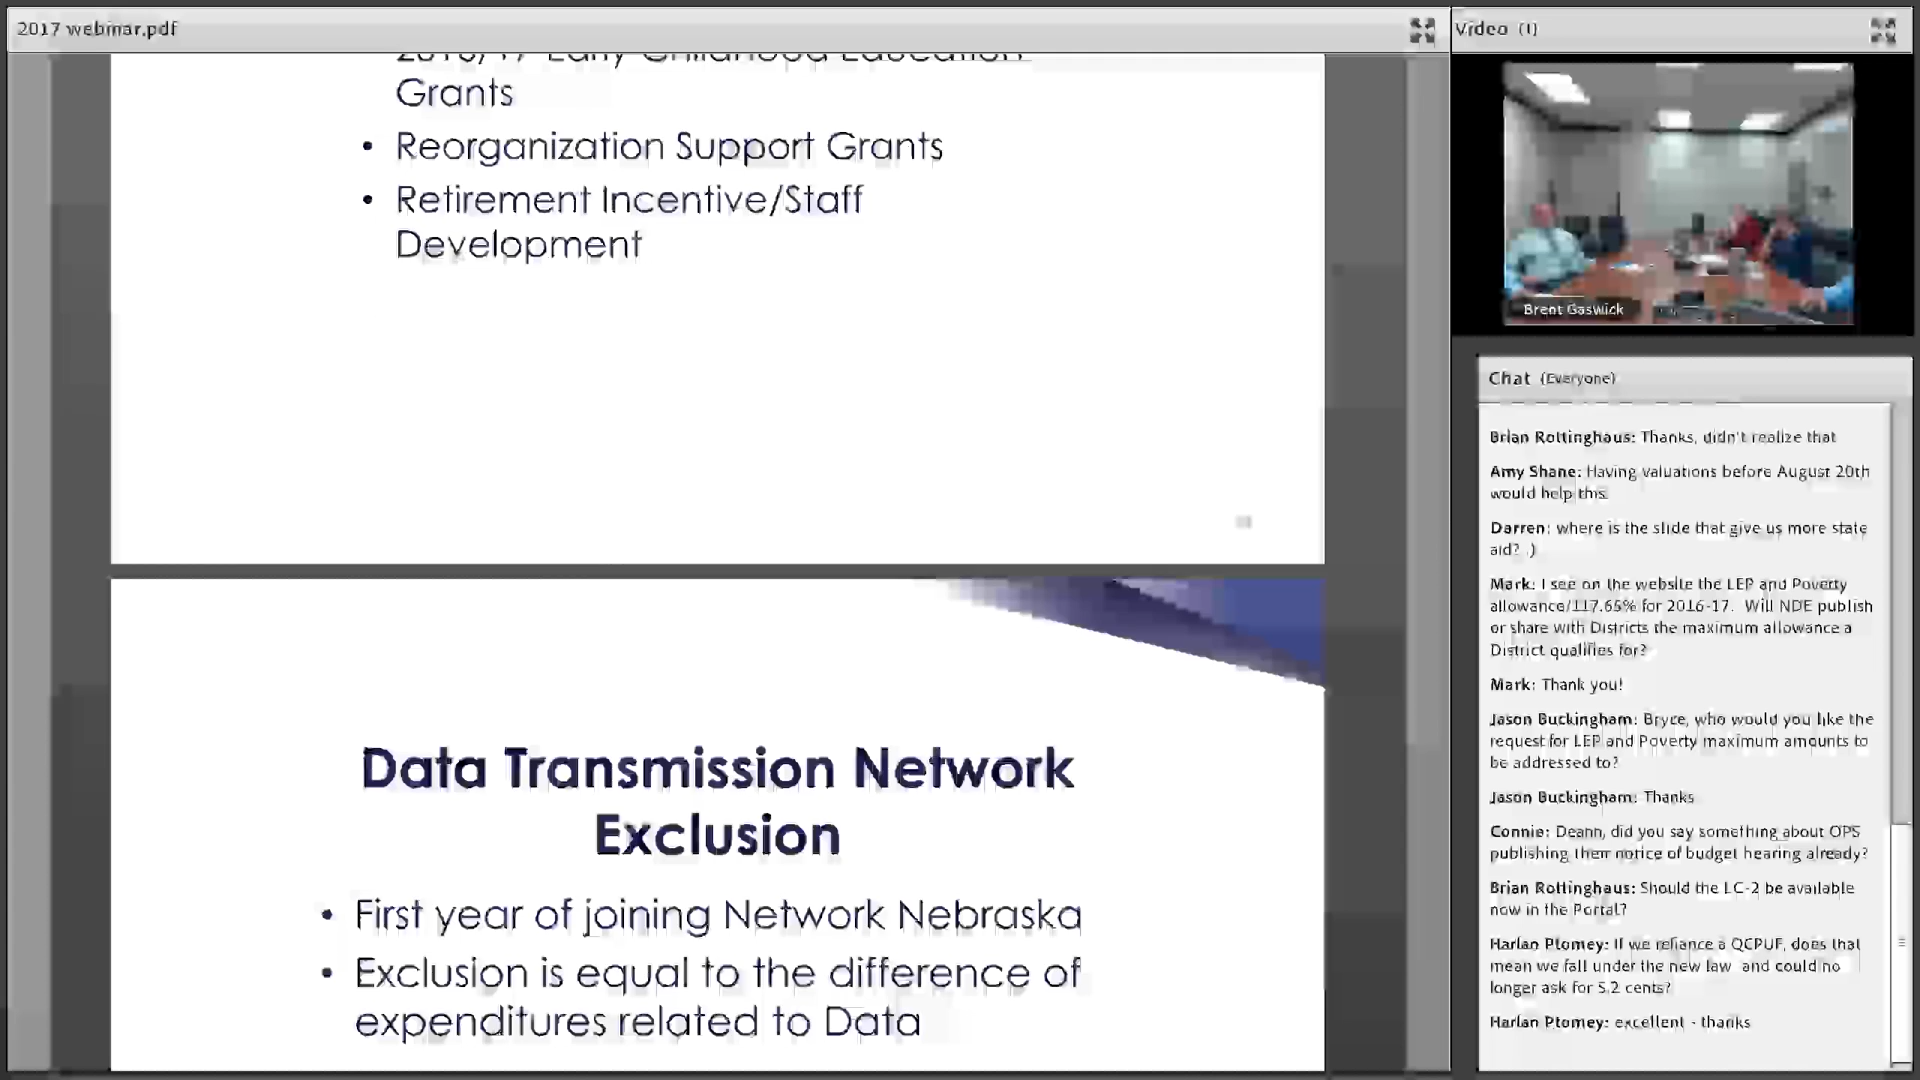 2017 webinar.pdf
2016/17 Early Childhood Education
Grants
• Reorganization Support Grants
• Retirement Incentive/Staff
Development
Data Transmission Network
Exclusion
• First year of joining Network Nebraska
• Exclusion is equal to the difference of
expenditures related to Data
Video (1)
Brent Gaswick
Chat (Everyone)
Brian Rottinghaus: Thanks, didn't realize that
Amy Shane: Having valuations before August 20th
would help this.
Darren: where is the slide that give us more state
aid? :)
Mark: I see on the website the LEP and Poverty
allowance/117.65% for 2016-17. Will NDE publish
or share with Districts the maximum allowance a
District qualifies for?
Mark: Thank you!
Jason Buckingham: Bryce, who would you like the
request for LEP and Poverty maximum amounts to
be addressed to?
Jason Buckingham: Thanks
Connie: Deann, did you say something about OPS
publishing their notice of budget hearing already?
Brian Rottinghaus: Should the LC-2 be available
now in the Portal?
Harlan Ptomey: If we reliance a QCPUF, does that
mean we fall under the new law and could no
longer ask for 5.2 cents?
Harlan Ptomey: excellent - thanks